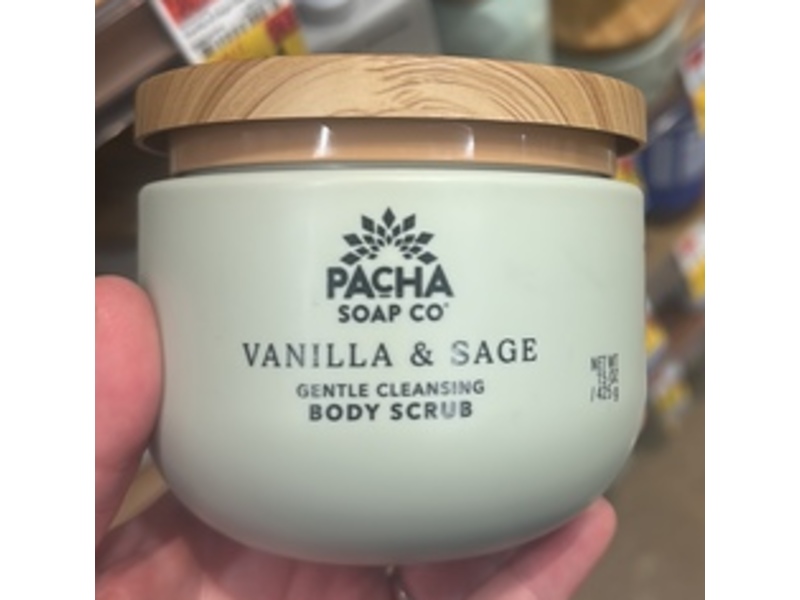 PACHA
SOAP CO
VANILLA & SAGE
GENTLE CLEANSING
BODY SCRUB